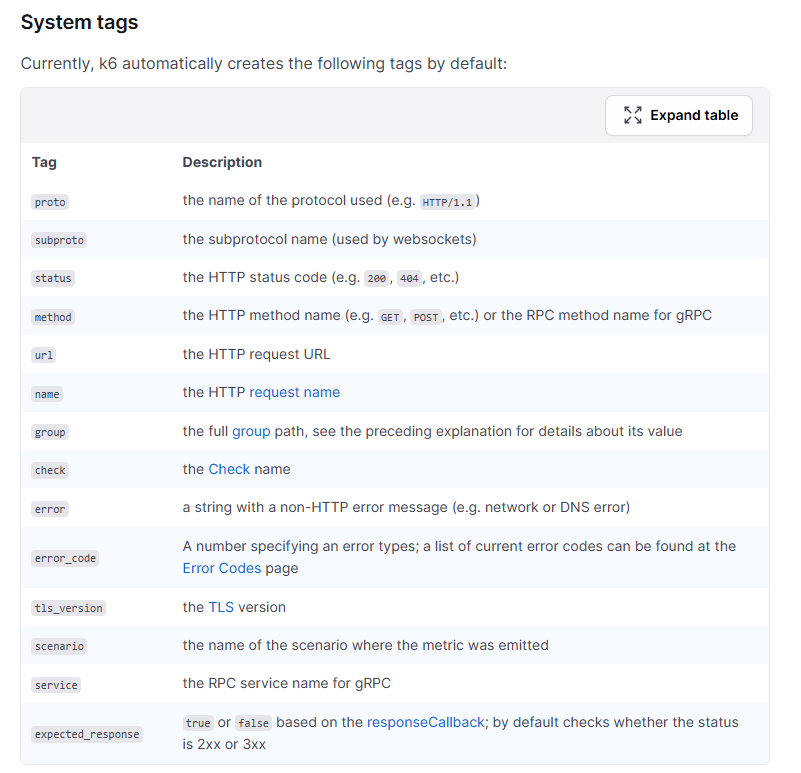 System tags
Currently, k6 automatically creates the following tags by default:
Expand table
Tag Description
proto the name of the protocol used (e.g. HTTP/1.1)
subproto the subprotocol name (used by websockets)
status the HTTP status code (e.g. 200, 404, etc.)
method the HTTP method name (e.g. GET, POST, etc.) or the RPC method name for gRPC
url the HTTP request URL
name the HTTP request name
group the full group path, see the preceding explanation for details about its value
check the Check name
error a string with a non-HTTP error message (e.g. network or DNS error)
error_code A number specifying an error types; a list of current error codes can be found at the
Error Codes page
tls_version the TLS version
scenario the name of the scenario where the metric was emitted
service the RPC service name for gRPC
expected_response true or false based on the responseCallback; by default checks whether the status
is 2xx or 3xx